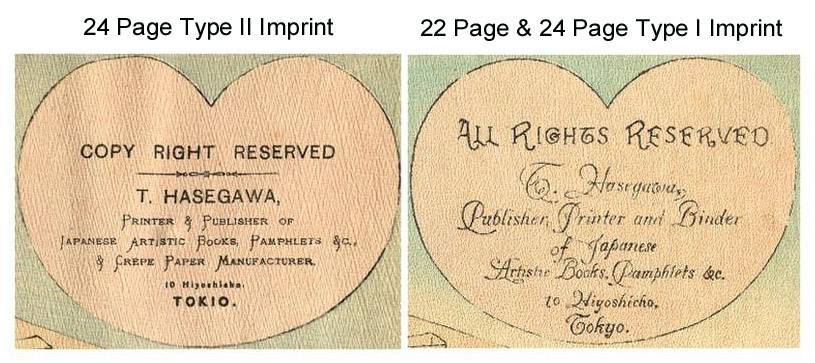 24 Page Type II Imprint
COPY RIGHT RESERVED
T. HASEGAWA,
PRINTER & PUBLISHER OF
JAPANESE ARTISTIC BOOKS, PAMPHLETS &C.,
& CREPE PAPER MANUFACTURER.
10 Hiyoshicho.
TOKIO.
22 Page & 24 Page Type I Imprint
ALL RIGHTS RESERVED
T. Hasegawa,
Publisher, Printer and Binder
of Japanese
Artistic Books, Pamphlets &c.
10 Hiyoshicho,
Tokyo.